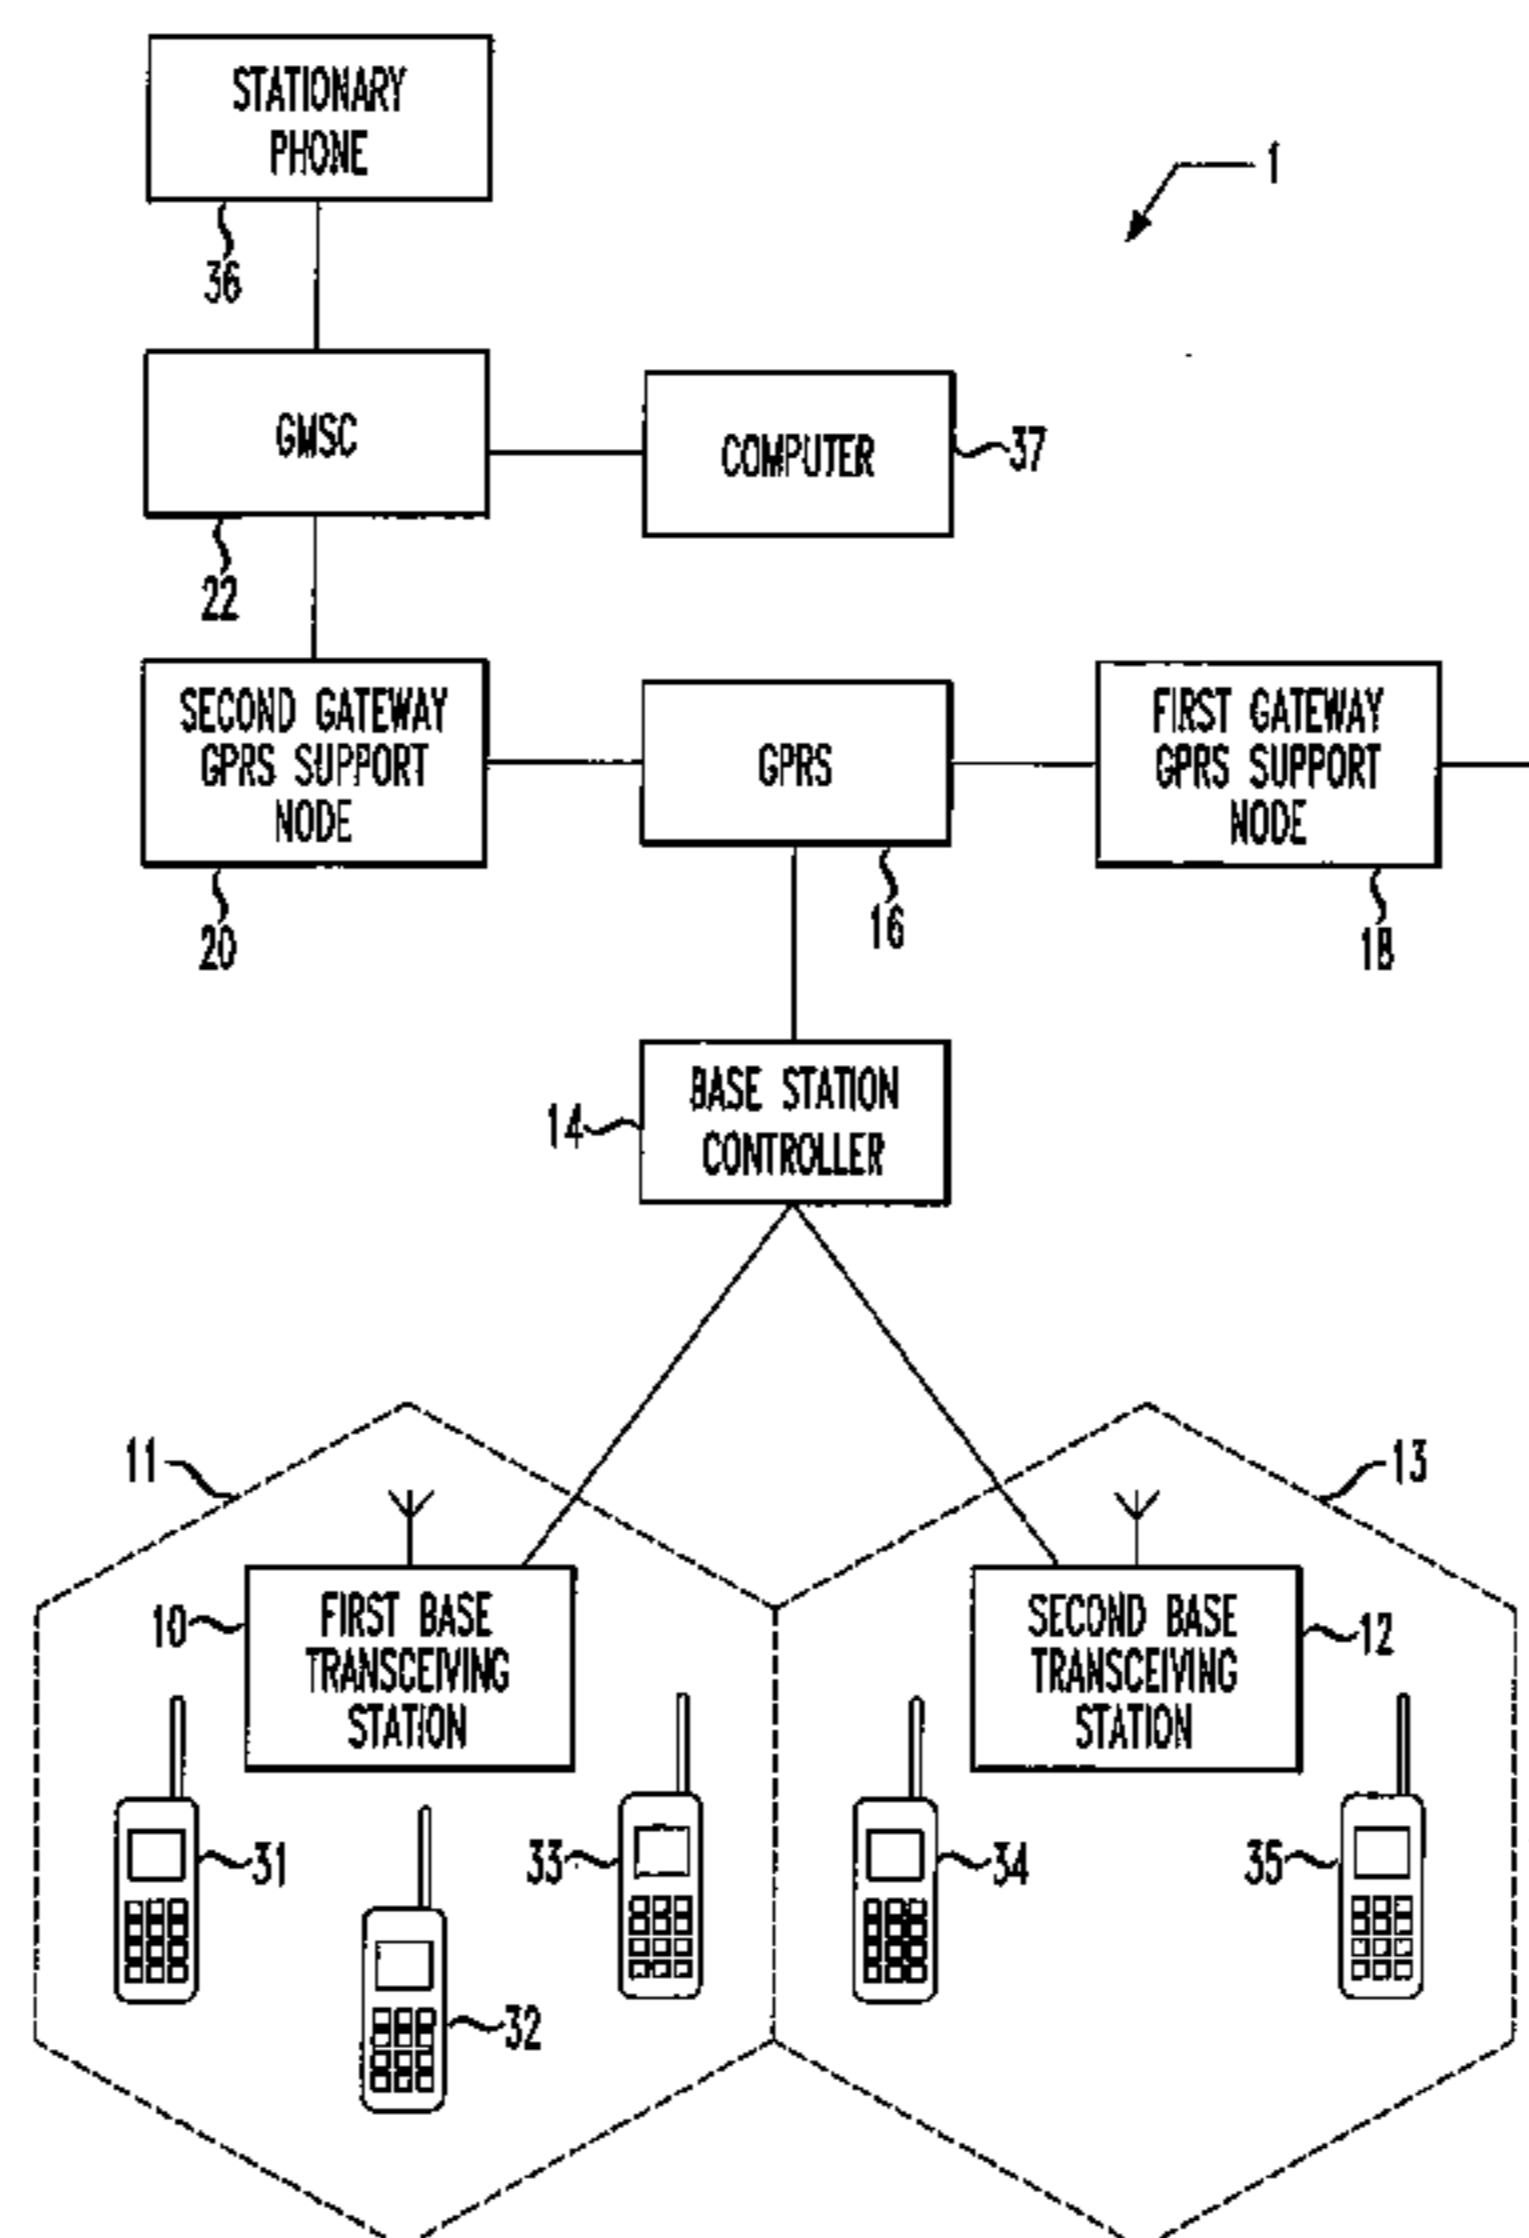 STATIONARY
PHONE
1
36
GMSC
COMPUTER
37
22
SECOND GATEWAY
GPRS SUPPORT
NODE
GPRS
FIRST GATEWAY
GPRS SUPPORT
NODE
20
16
18
14
BASE STATION
CONTROLLER
11
13
10
FIRST BASE
TRANSCEIVING
STATION
SECOND BASE
TRANSCEIVING
STATION
12
31
33
34
35
32